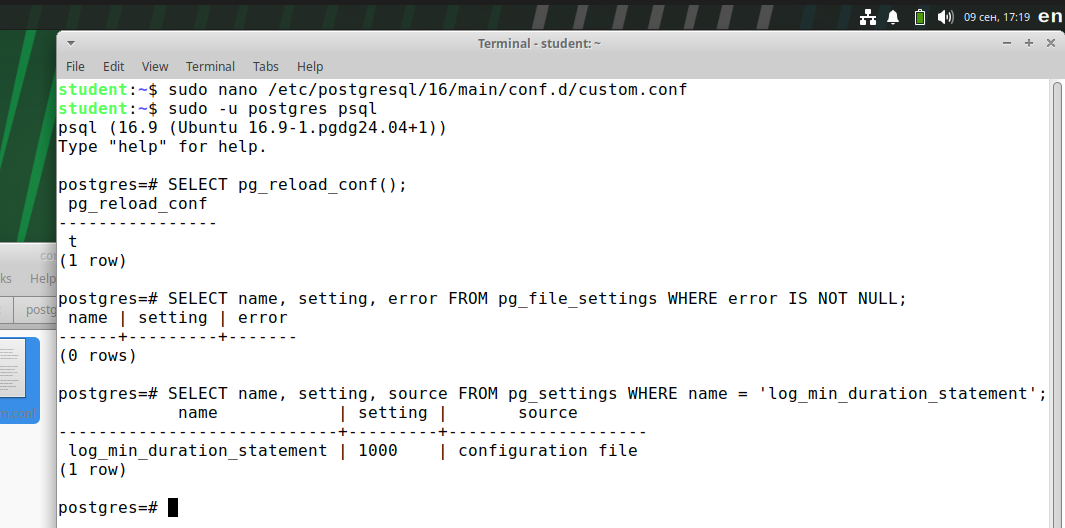 09 сен, 17:19 en
Terminal - student: ~
File Edit View Terminal Tabs Help
student:~$ sudo nano /etc/postgresql/16/main/conf.d/custom.conf
student:~$ sudo -u postgres psql
psql (16.9 (Ubuntu 16.9-1.pgdg24.04+1))
Type "help" for help.
postgres=# SELECT pg_reload_conf();
pg_reload_conf
----------------
t
(1 row)
postgres=# SELECT name, setting, error FROM pg_file_settings WHERE error IS NOT NULL;
name | setting | error
------+---------+-------
(0 rows)
postgres=# SELECT name, setting, source FROM pg_settings WHERE name = 'log_min_duration_statement';
name | setting | source
----------------------------+---------+--------------------
log_min_duration_statement | 1000 | configuration file
(1 row)
postgres=#
Help